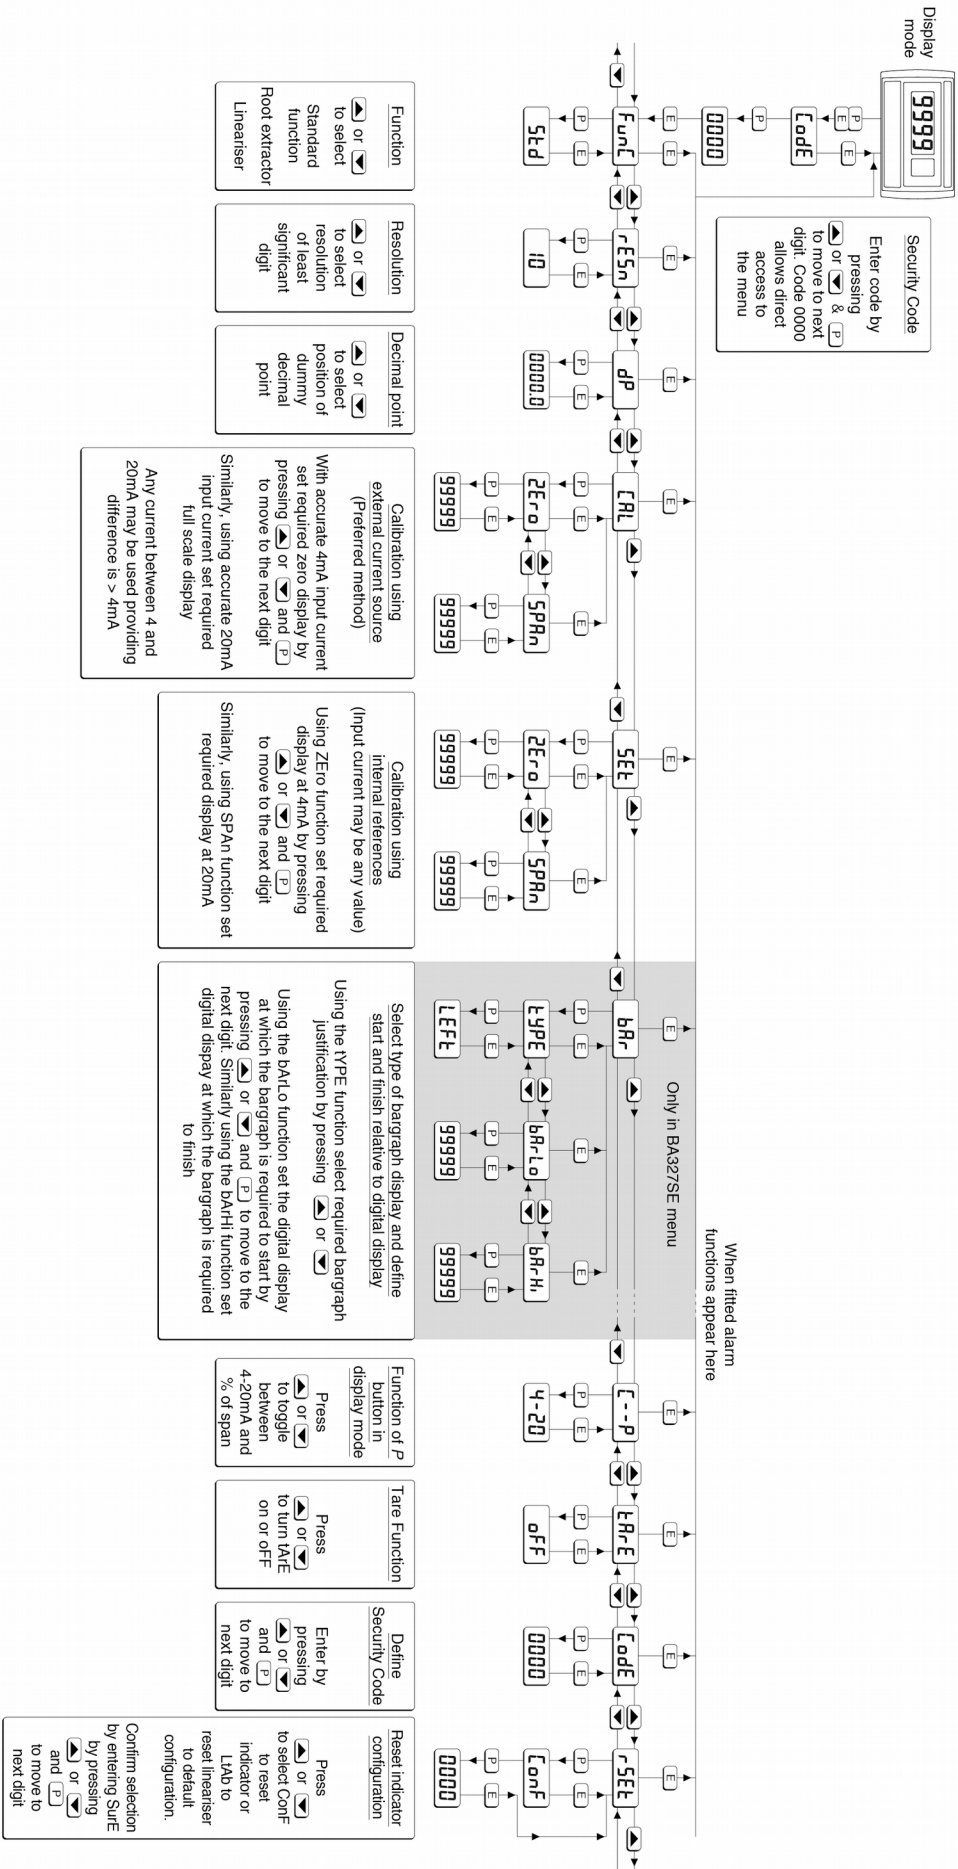 Display
mode
9999
P
E
E
CodE
P
0000
E
E
Security Code
Enter code by
pressing
or & P
to move to next
digit. Code 0000
allows direct
access to
the menu
When fitted alarm
functions appear here
Only in BA327SE menu
FunC
P
E
Std
E
rESn
P
E
10
E
dP
P
E
0000.0
E
CAL
P
E
ZEro
P
E
99999
E
SPAn
P
E
99999
E
SEt
P
E
ZEro
P
E
99999
E
SPAn
P
E
99999
E
bAr
P
E
tYPE
P
E
LEFt
E
bArLo
P
E
99999
E
bArHi
P
E
99999
E
C--P
P
E
4-20
E
tArE
P
E
oFF
E
CodE
P
E
0000
E
rSEt
P
E
ConF
P
E
0000
Function
or
to select
Standard
function
Root extractor
Lineariser
Resolution
or
to select
resolution
of least
significant
digit
Decimal point
or
to select
position of
dummy
decimal
point
Calibration using
external current source
(Preferred method)
With accurate 4mA input current
set required zero display by
pressing or and P
to move to the next digit
Similarly, using accurate 20mA
input current set required
full scale display
Any current between 4 and
20mA may be used providing
difference is > 4mA
Calibration using
internal references
(Input current may be any value)
Using ZEro function set required
display at 4mA by pressing
or and P
to move to the next digit
Similarly, using SPAn function set
required display at 20mA
Select type of bargraph display and define
start and finish relative to digital display
Using the tYPE function select required bargraph
justification by pressing or
Using the bArLo function set the digital display
at which the bargraph is required to start by
pressing or and P to move to the
next digit. Similarly using the bArHi function set
digital dispay at which the bargraph is required
to finish
Function of P
button in
display mode
Press
or
to toggle
between
4-20mA and
% of span
Tare Function
Press
or
to turn tArE
on or oFF
Define
Security Code
Enter by
pressing
or
and P
to move to
next digit
Reset indicator
configuration
Press
or
to select ConF
to reset
indicator or
LtAb to
reset lineariser
to default
configuration.
Confirm selection
by entering SurE
by pressing
or
and P
to move to
next digit